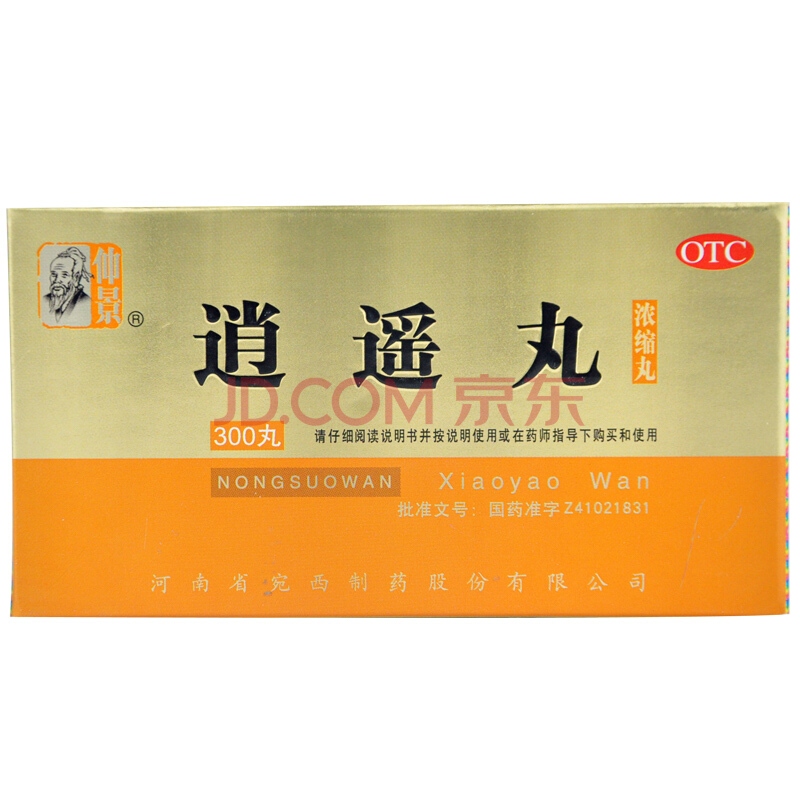 仲景
®
OTC
逍遥丸
浓缩丸
JD.COM 京东
300丸
请仔细阅读说明书并按说明使用或在药师指导下购买和使用
NONGSUOWAN
Xiaoyao Wan
批准文号：国药准字Z41021831
河南省宛西制药股份有限公司